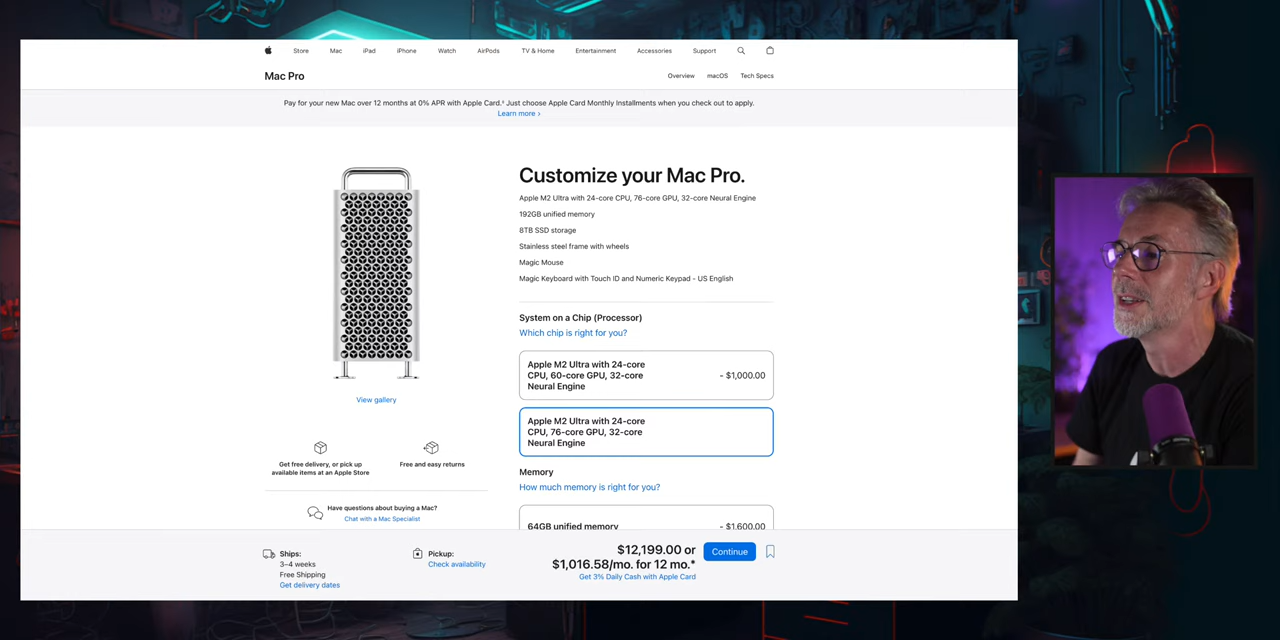 Store Mac iPad iPhone Watch AirPods TV & Home Entertainment Accessories Support
Mac Pro
Overview macOS Tech Specs
Pay for your new Mac over 12 months at 0% APR with Apple Card.◊ Just choose Apple Card Monthly Installments when you check out to apply.
Learn more ›
Customize your Mac Pro.
Apple M2 Ultra with 24-core CPU, 76-core GPU, 32-core Neural Engine
192GB unified memory
8TB SSD storage
Stainless steel frame with wheels
Magic Mouse
Magic Keyboard with Touch ID and Numeric Keypad - US English
System on a Chip (Processor)
Which chip is right for you?
Apple M2 Ultra with 24-core
CPU, 60-core GPU, 32-core
Neural Engine
- $1,000.00
Apple M2 Ultra with 24-core
CPU, 76-core GPU, 32-core
Neural Engine
Memory
How much memory is right for you?
64GB unified memory - $1,600.00
View gallery
Get free delivery, or pick up
available items at an Apple Store
Free and easy returns
Have questions about buying a Mac?
Chat with a Mac Specialist
Ships:
3–4 weeks
Free Shipping
Get delivery dates
Pickup:
Check availability
$12,199.00 or
$1,016.58/mo. for 12 mo.*
Get 3% Daily Cash with Apple Card
Continue